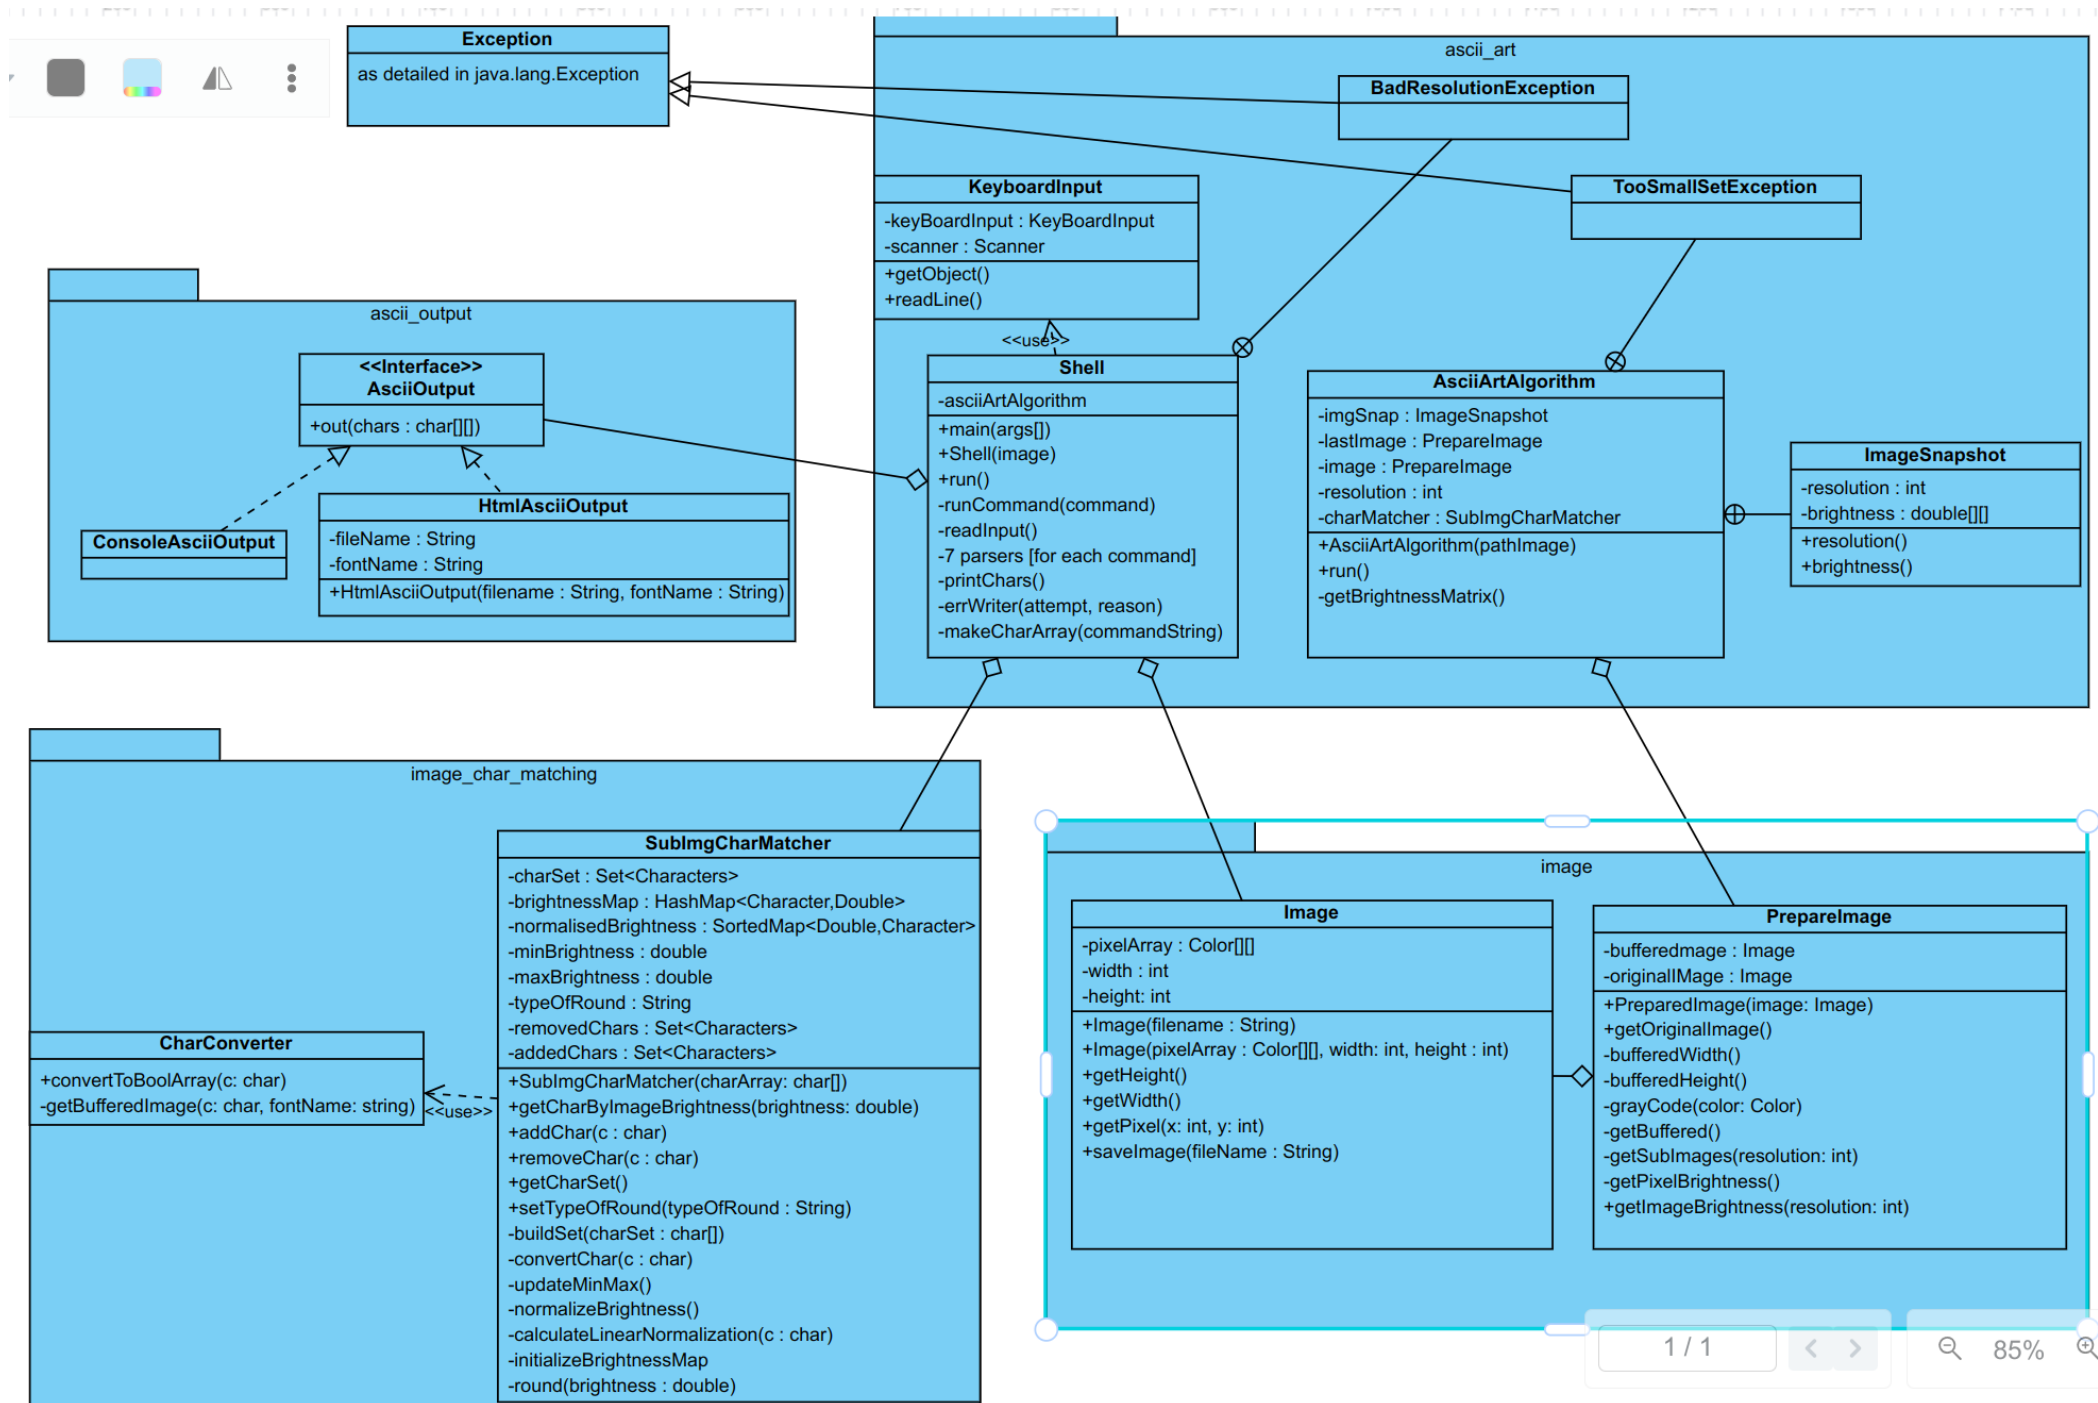 Exception
as detailed in java.lang.Exception
ascii_art
BadResolutionException
TooSmallSetException
KeyboardInput
-keyBoardInput : KeyBoardInput
-scanner : Scanner
+getObject()
+readLine()
<<use>>
Shell
-asciiArtAlgorithm
+main(args[])
+Shell(image)
+run()
-runCommand(command)
-readInput()
-7 parsers [for each command]
-printChars()
-errWriter(attempt, reason)
-makeCharArray(commandString)
AsciiArtAlgorithm
-imgSnap : ImageSnapshot
-lastImage : PrepareImage
-image : PrepareImage
-resolution : int
-charMatcher : SubImgCharMatcher
+AsciiArtAlgorithm(pathImage)
+run()
-getBrightnessMatrix()
ImageSnapshot
-resolution : int
-brightness : double[][]
+resolution()
+brightness()
ascii_output
<<Interface>>
AsciiOutput
+out(chars : char[][])
ConsoleAsciiOutput
HtmlAsciiOutput
-fileName : String
-fontName : String
+HtmlAsciiOutput(filename : String, fontName : String)
image_char_matching
SubImgCharMatcher
-charSet : Set<Characters>
-brightnessMap : HashMap<Character,Double>
-normalisedBrightness : SortedMap<Double,Character>
-minBrightness : double
-maxBrightness : double
-typeOfRound : String
-removedChars : Set<Characters>
-addedChars : Set<Characters>
+SubImgCharMatcher(charArray: char[])
+getCharByImageBrightness(brightness: double)
+addChar(c : char)
+removeChar(c : char)
+getCharSet()
+setTypeOfRound(typeOfRound : String)
-buildSet(charSet : char[])
-convertChar(c : char)
-updateMinMax()
-normalizeBrightness()
-calculateLinearNormalization(c : char)
-initializeBrightnessMap
-round(brightness : double)
CharConverter
+convertToBoolArray(c: char)
-getBufferedImage(c: char, fontName: string)
<<use>>
image
Image
-pixelArray : Color[][]
-width : int
-height: int
+Image(filename : String)
+Image(pixelArray : Color[][], width: int, height : int)
+getHeight()
+getWidth()
+getPixel(x: int, y: int)
+saveImage(fileName : String)
PrepareImage
-bufferedmage : Image
-originalIMage : Image
+PreparedImage(image: Image)
+getOriginalImage()
-bufferedWidth()
-bufferedHeight()
-grayCode(color: Color)
-getBuffered()
-getSubImages(resolution: int)
-getPixelBrightness()
+getImageBrightness(resolution: int)
1 / 1
85%